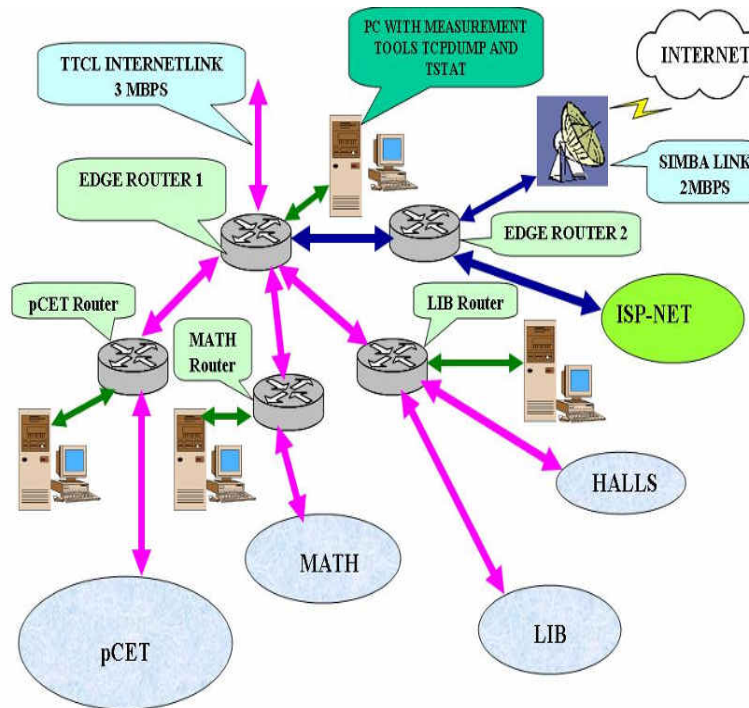 TTCL INTERNETLINK
3 MBPS
PC WITH MEASUREMENT
TOOLS TCPDUMP AND
TSTAT
INTERNET
EDGE ROUTER 1
SIMBA LINK
2MBPS
EDGE ROUTER 2
pCET Router
MATH
Router
LIB Router
ISP-NET
HALLS
MATH
LIB
pCET